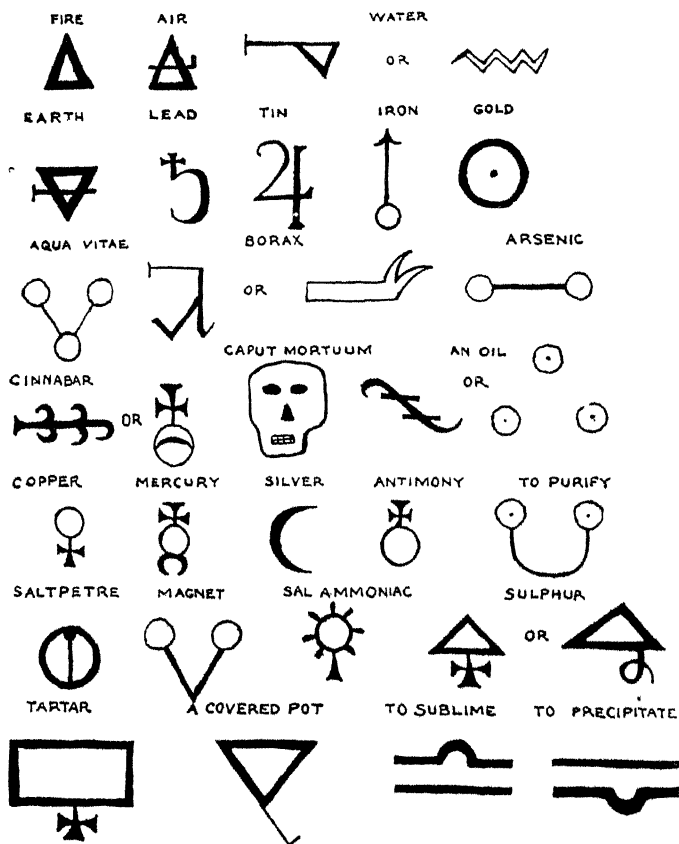 FIRE AIR WATER
OR
EARTH LEAD TIN IRON GOLD
AQUA VITAE BORAX ARSENIC
OR
CAPUT MORTUUM AN OIL
CINNABAR OR
OR
COPPER MERCURY SILVER ANTIMONY TO PURIFY
SALTPETRE MAGNET SAL AMMONIAC SULPHUR
OR
TARTAR A COVERED POT TO SUBLIME TO PRECIPITATE